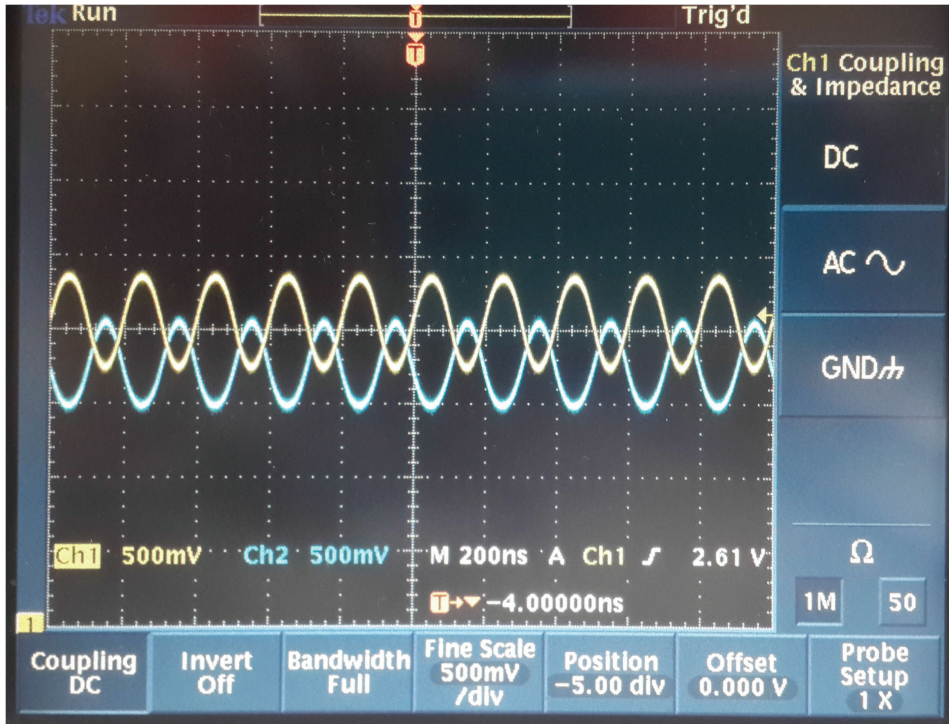 Tek Run Trig'd
T
T
Ch1 Coupling
& Impedance
DC
AC
GND
Ω
1M 50
Ch1 500mV Ch2 500mV M 200ns A Ch1 2.61 V
T -4.00000ns
1
Coupling
DC
Invert
Off
Bandwidth
Full
Fine Scale
500mV
/div
Position
-5.00 div
Offset
0.000 V
Probe
Setup
1 X